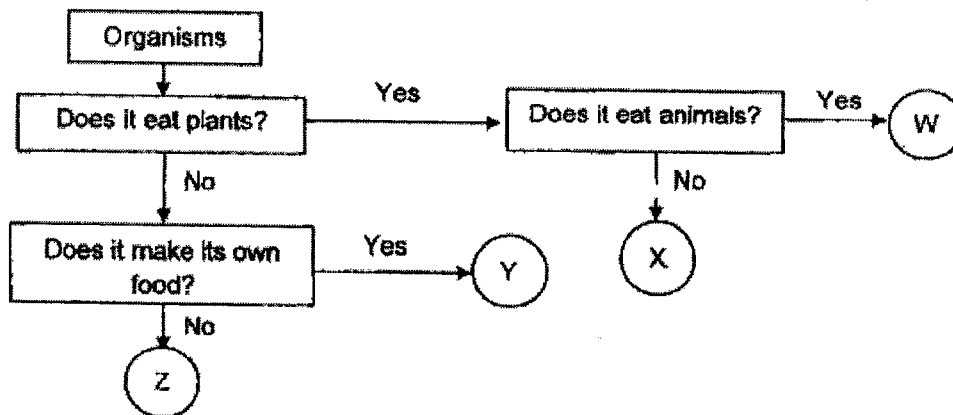 Organisms
Does it eat plants?
Yes
Does it eat animals?
Yes
W
No
No
X
Does it make its own
food?
Yes
Y
No
Z